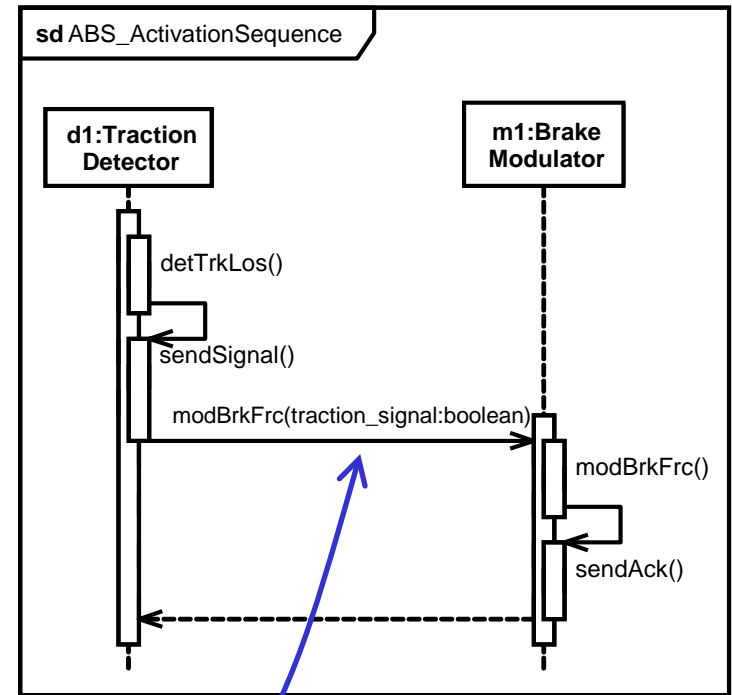 sd ABS_ActivationSequence
d1:Traction
Detector
m1:Brake
Modulator
detTrkLos()
sendSignal()
modBrkFrc(traction_signal:boolean)
modBrkFrc()
sendAck()